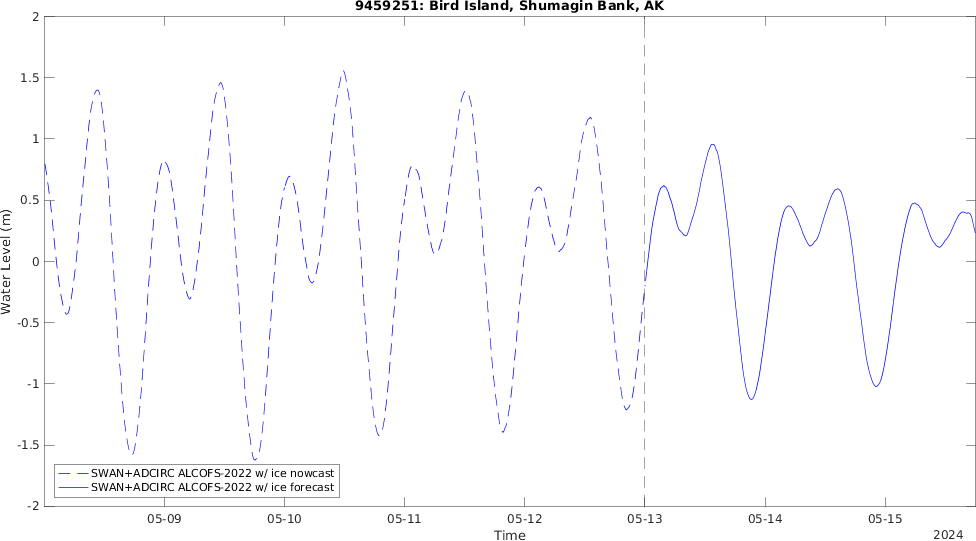 9459251: Bird Island, Shumagin Bank, AK
2
1.5
1
0.5
0
-0.5
-1
-1.5
-2
Water Level (m)
SWAN+ADCIRC ALCOFS-2022 w/ ice nowcast
SWAN+ADCIRC ALCOFS-2022 w/ ice forecast
05-09 05-10 05-11 05-12 05-13 05-14 05-15
Time
2024